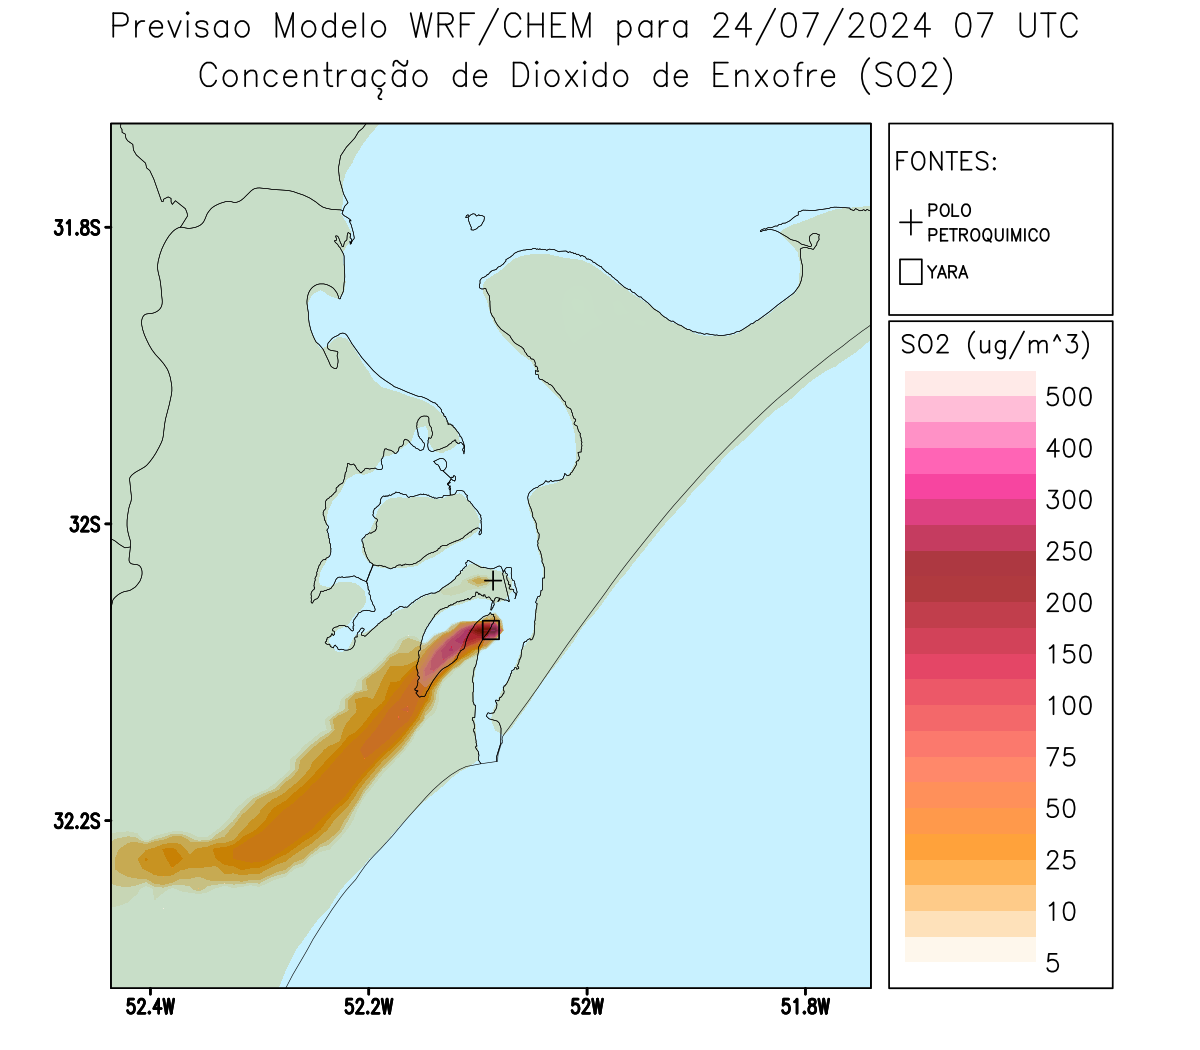 Previsao Modelo WRF/CHEM para 24/07/2024 07 UTC
Concentração de Dioxido de Enxofre (SO2)
FONTES:
POLO
PETROQUIMICO
YARA
SO2 (ug/m^3)
500
400
300
250
200
150
100
75
50
25
10
5
31.8S
32S
32.2S
52.4W
52.2W
52W
51.8W